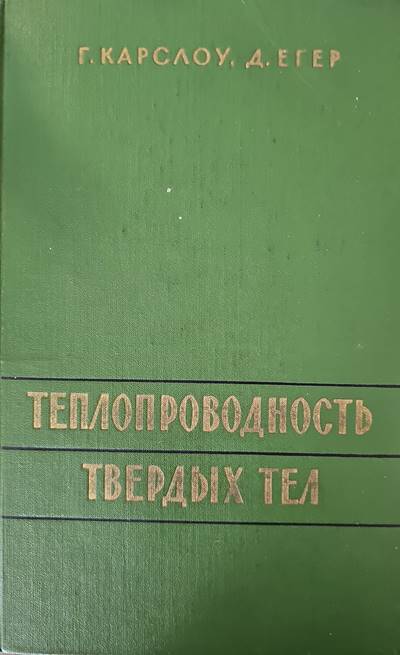 Г. КАРСЛОУ, Д. ЕГЕР
ТЕПЛОПРОВОДНОСТЬ
ТВЕРДЫХ ТЕЛ